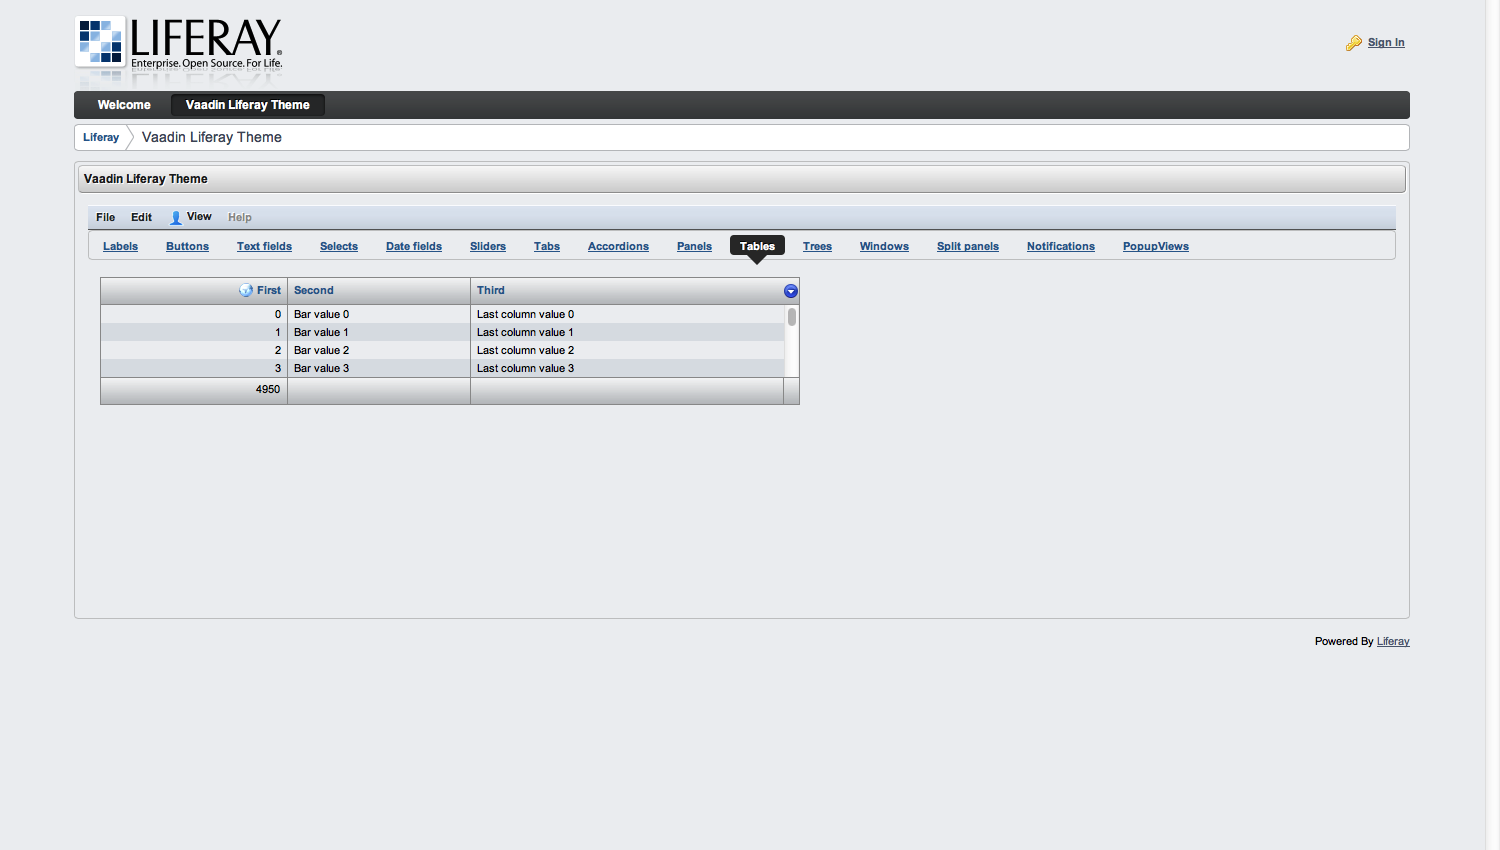 LIFERAY®
Enterprise. Open Source. For Life.
Sign In
Welcome Vaadin Liferay Theme
Liferay Vaadin Liferay Theme
Vaadin Liferay Theme
File Edit View Help
Labels Buttons Text fields Selects Date fields Sliders Tabs Accordions Panels Tables Trees Windows Split panels Notifications PopupViews
First Second Third
0 Bar value 0 Last column value 0
1 Bar value 1 Last column value 1
2 Bar value 2 Last column value 2
3 Bar value 3 Last column value 3
4950
Powered By Liferay